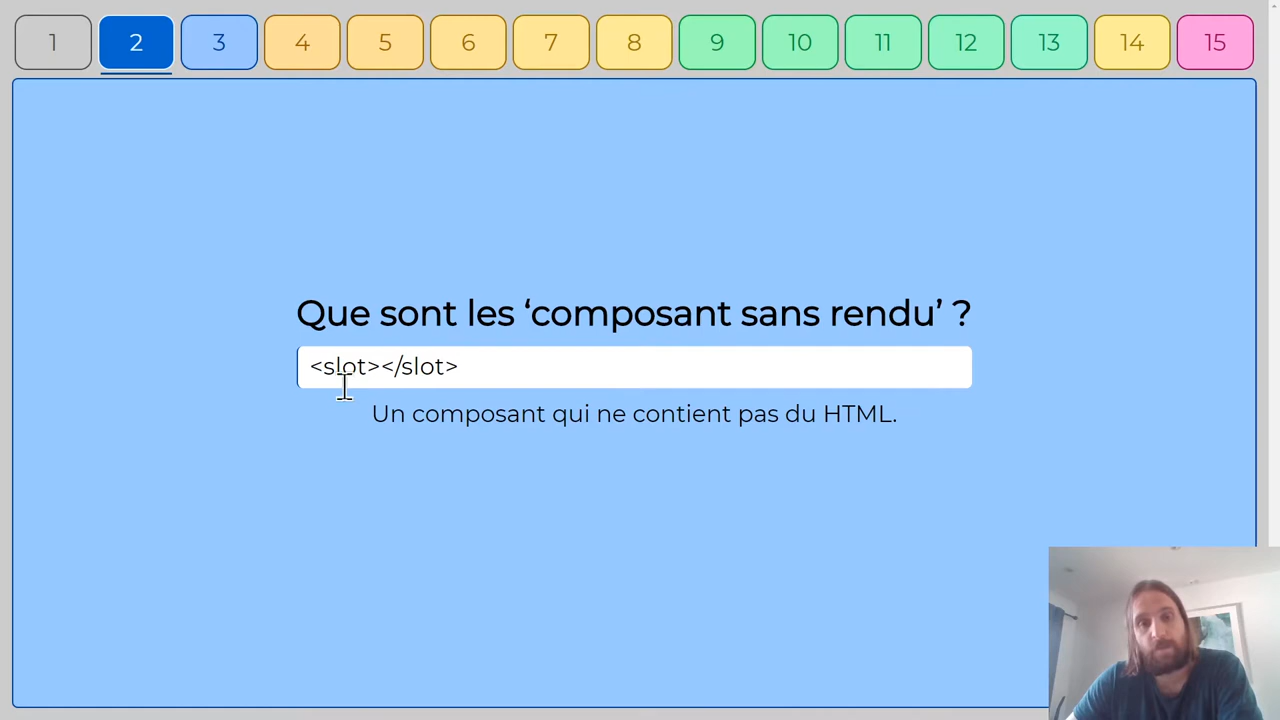 1 2 3 4 5 6 7 8 9 10 11 12 13 14 15
Que sont les ‘composant sans rendu’ ?
<slot></slot>
Un composant qui ne contient pas du HTML.